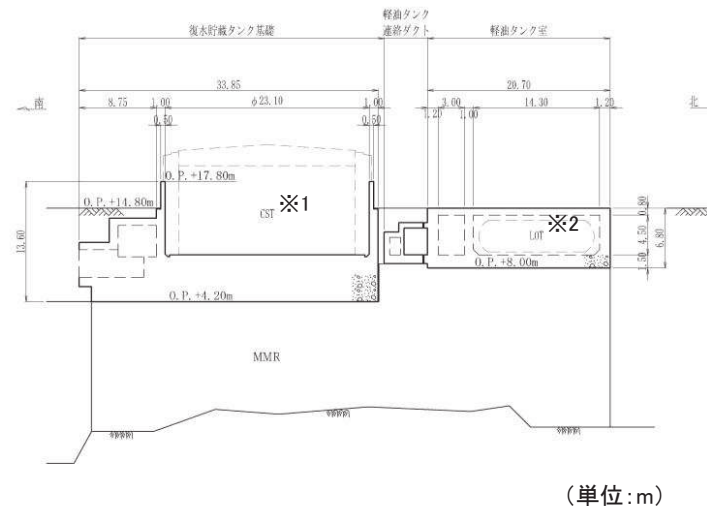 軽油タンク
復水貯蔵タンク基礎
連絡ダクト
軽油タンク室
33.85
20.70
南
8.75
1.00
φ23.10
1.00
3.60
14.30
1.20
北
0.50
0.50
1.20
1.00
O.P.+17.80m
O.P.+14.80m
CST
※1
※2
LOT
0.80
4.50
6.80
1.50
13.60
O.P.+8.00m
O.P.+4.20m
MMR
(単位:m)